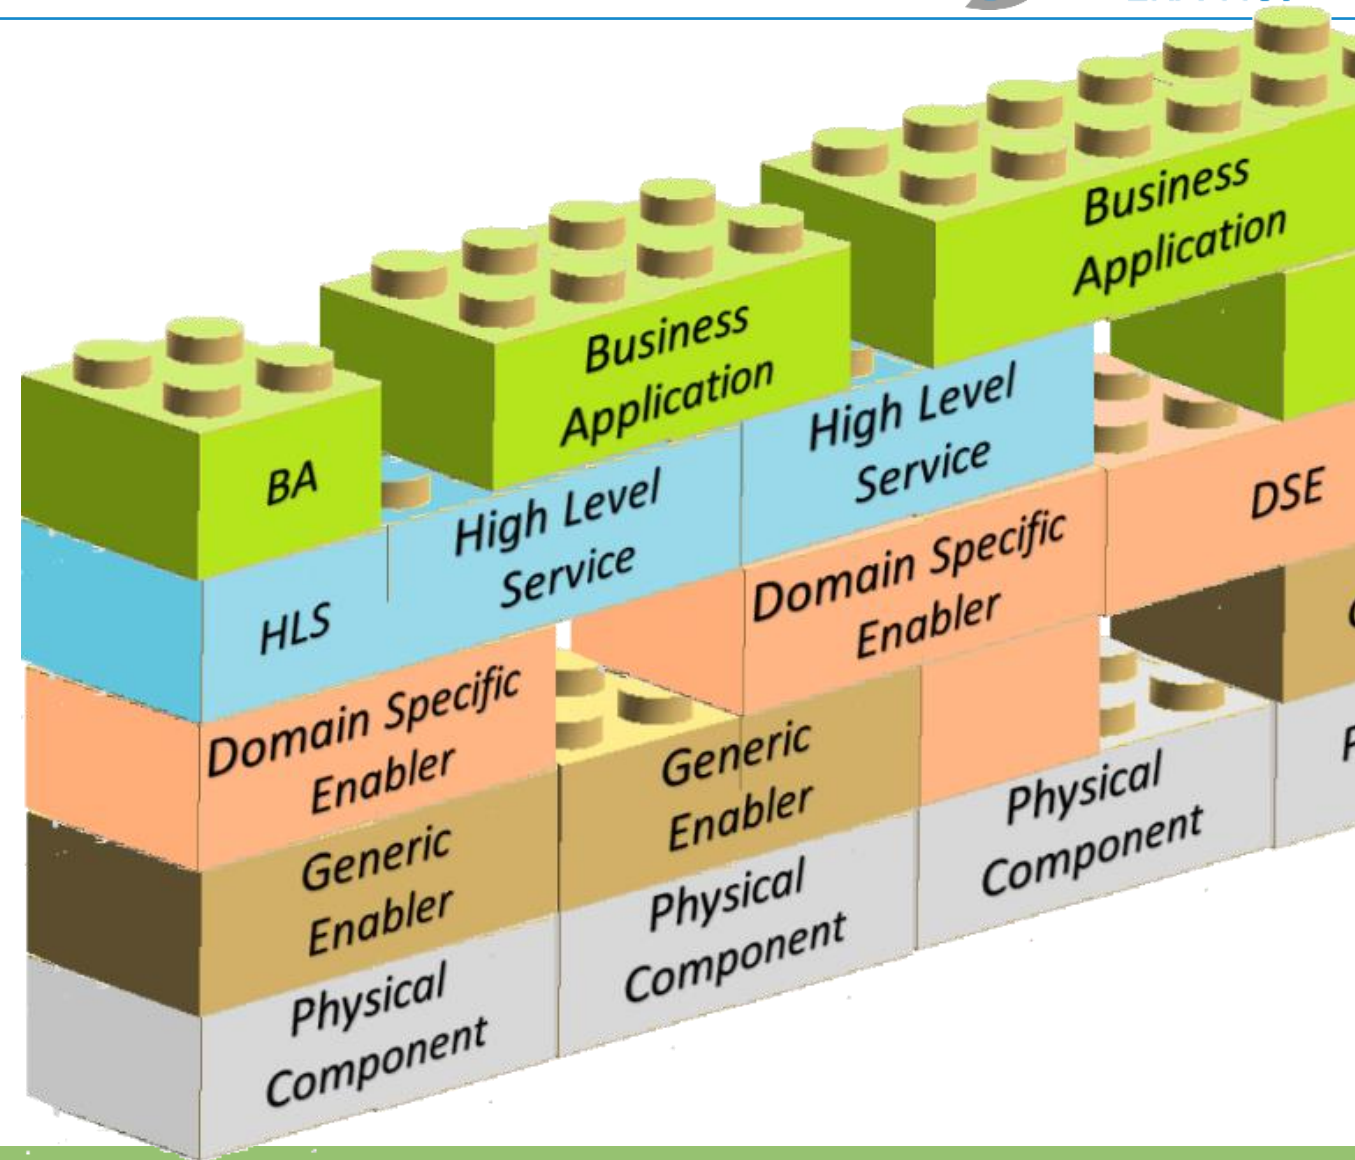 Business
Application
Business
Application
BA
High Level
Service
High Level
Service
HLS
DSE
Domain Specific
Enabler
Domain Specific
Enabler
Generic
Enabler
Generic
Enabler
Physical
Component
Physical
Component
Physical
Component